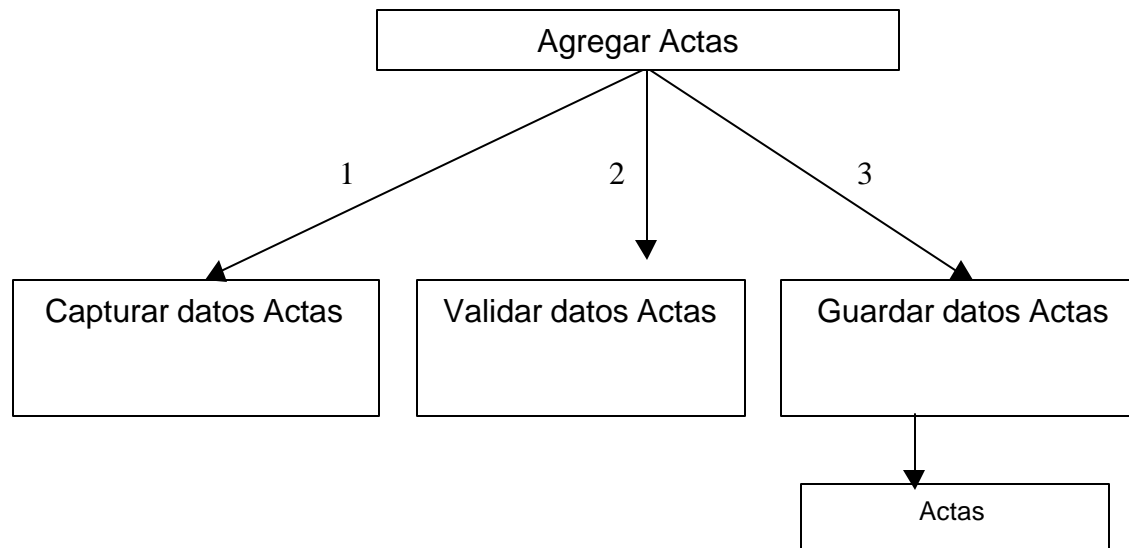 Agregar Actas
1
2
3
Capturar datos Actas
Validar datos Actas
Guardar datos Actas
Actas